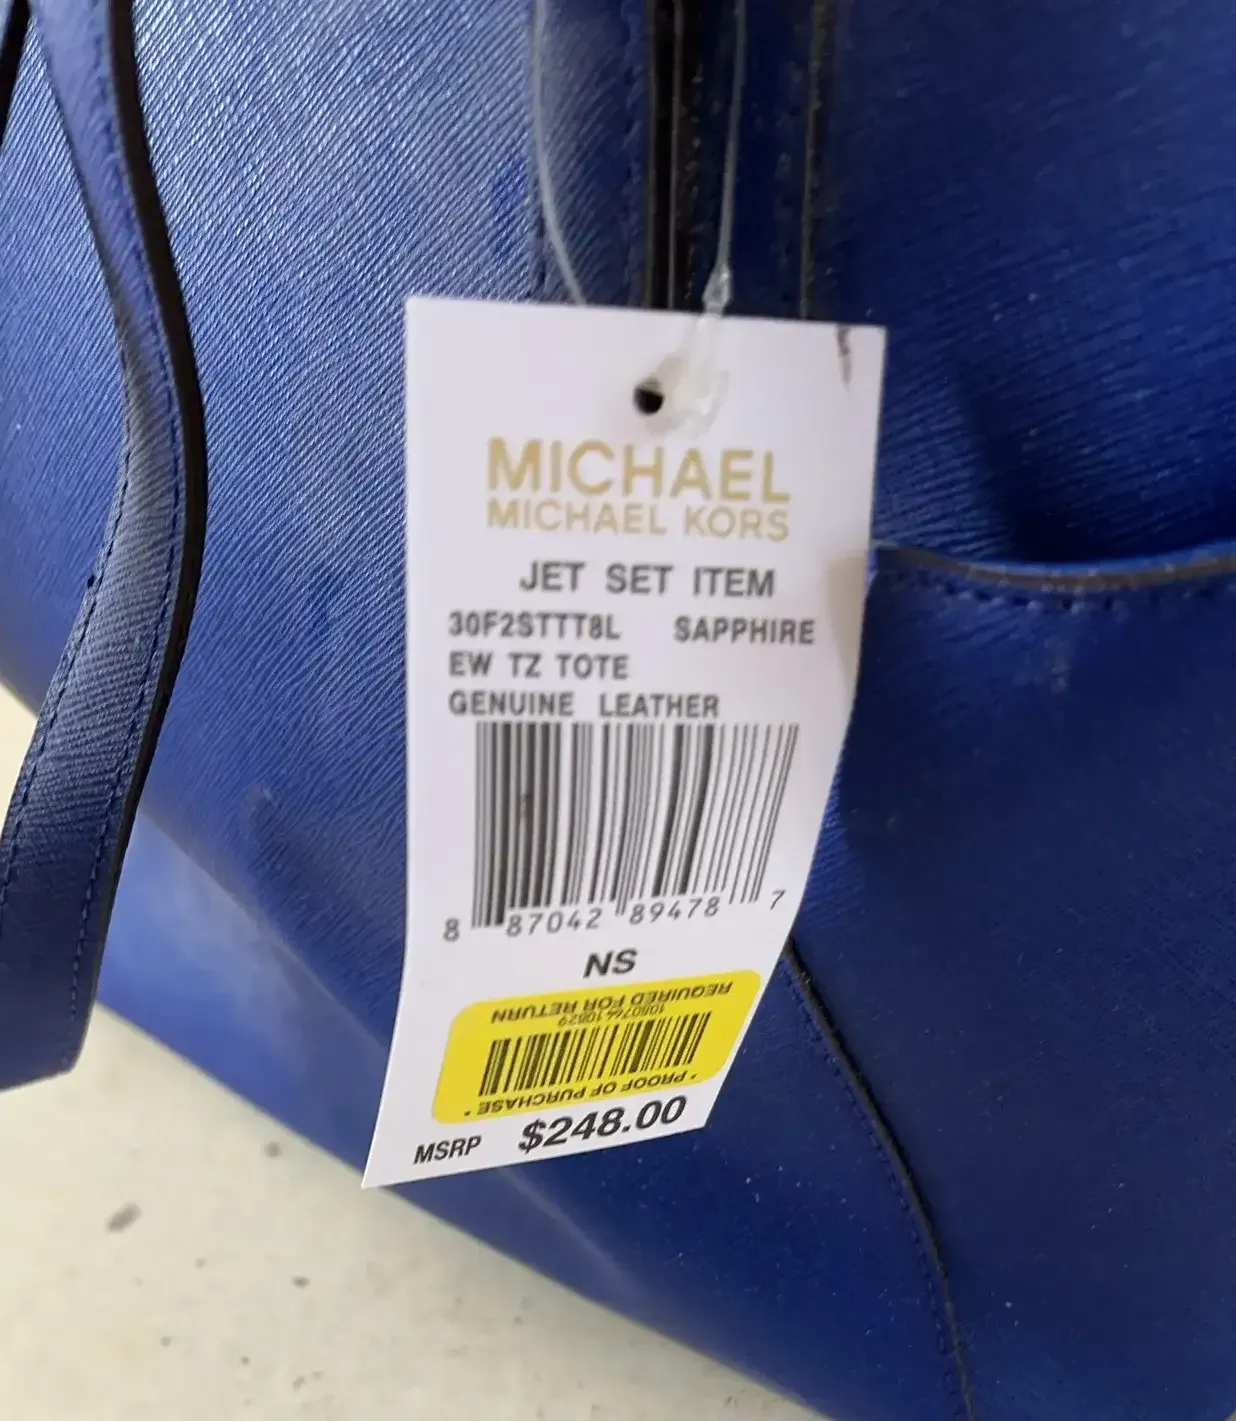 MICHAEL
MICHAEL KORS
JET SET ITEM
30F2STTT8L SAPPHIRE
EW TZ TOTE
GENUINE LEATHER
8 87042 89478 7
NS
* PROOF OF PURCHASE *
REQUIRED FOR RETURN
MSRP $248.00